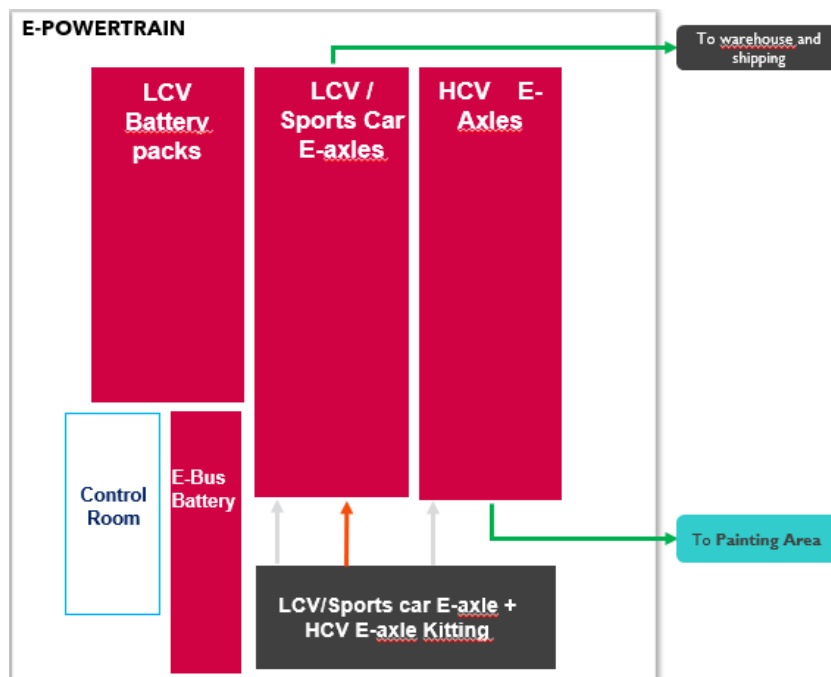 E-POWERTRAIN
To warehouse and
shipping
LCV
Battery
packs
LCV /
Sports Car
E-axles
HCV E-
Axles
Control
Room
E-Bus
Battery
To Painting Area
LCV/Sports car E-axle +
HCV E-axle Kitting